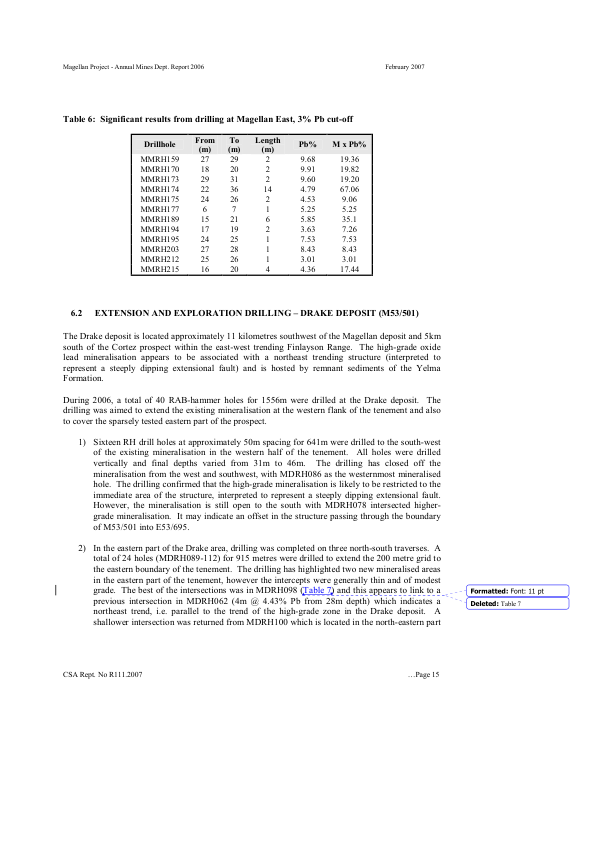 Magellan Project - Annual Mines Dept. Report 2006 February 2007
Table 6: Significant results from drilling at Magellan East, 3% Pb cut-off
Drillhole From (m) To (m) Length (m) Pb% M x Pb%
MMRH159 27 29 2 9.68 19.36
MMRH170 18 20 2 9.91 19.82
MMRH173 29 31 2 9.60 19.20
MMRH174 22 36 14 4.79 67.06
MMRH175 24 26 2 4.53 9.06
MMRH177 6 7 1 5.25 5.25
MMRH189 15 21 6 5.85 35.1
MMRH194 17 19 2 3.63 7.26
MMRH195 24 25 1 7.53 7.53
MMRH203 27 28 1 8.43 8.43
MMRH212 25 26 1 3.01 3.01
MMRH215 16 20 4 4.36 17.44
6.2 EXTENSION AND EXPLORATION DRILLING – DRAKE DEPOSIT (M53/501)
The Drake deposit is located approximately 11 kilometres southwest of the Magellan deposit and 5km
south of the Cortez prospect within the east-west trending Finlayson Range. The high-grade oxide
lead mineralisation appears to be associated with a northeast trending structure (interpreted to
represent a steeply dipping extensional fault) and is hosted by remnant sediments of the Yelma
Formation.
During 2006, a total of 40 RAB-hammer holes for 1556m were drilled at the Drake deposit. The
drilling was aimed to extend the existing mineralisation at the western flank of the tenement and also
to cover the sparsely tested eastern part of the prospect.
1) Sixteen RH drill holes at approximately 50m spacing for 641m were drilled to the south-west
of the existing mineralisation in the western half of the tenement. All holes were drilled
vertically and final depths varied from 31m to 46m. The drilling has closed off the
mineralisation from the west and southwest, with MDRH086 as the westernmost mineralised
hole. The drilling confirmed that the high-grade mineralisation is likely to be restricted to the
immediate area of the structure, interpreted to represent a steeply dipping extensional fault.
However, the mineralisation is still open to the south with MDRH078 intersected higher-
grade mineralisation. It may indicate an offset in the structure passing through the boundary
of M53/501 into E53/695.
2) In the eastern part of the Drake area, drilling was completed on three north-south traverses. A
total of 24 holes (MDRH089-112) for 915 metres were drilled to extend the 200 metre grid to
the eastern boundary of the tenement. The drilling has highlighted two new mineralised areas
in the eastern part of the tenement, however the intercepts were generally thin and of modest
grade. The best of the intersections was in MDRH098 (Table 7) and this appears to link to a
previous intersection in MDRH062 (4m @ 4.43% Pb from 28m depth) which indicates a
northeast trend, i.e. parallel to the trend of the high-grade zone in the Drake deposit. A
shallower intersection was returned from MDRH100 which is located in the north-eastern part
Formatted: Font: 11 pt
Deleted: Table 7
CSA Rept. No R111.2007 …Page 15